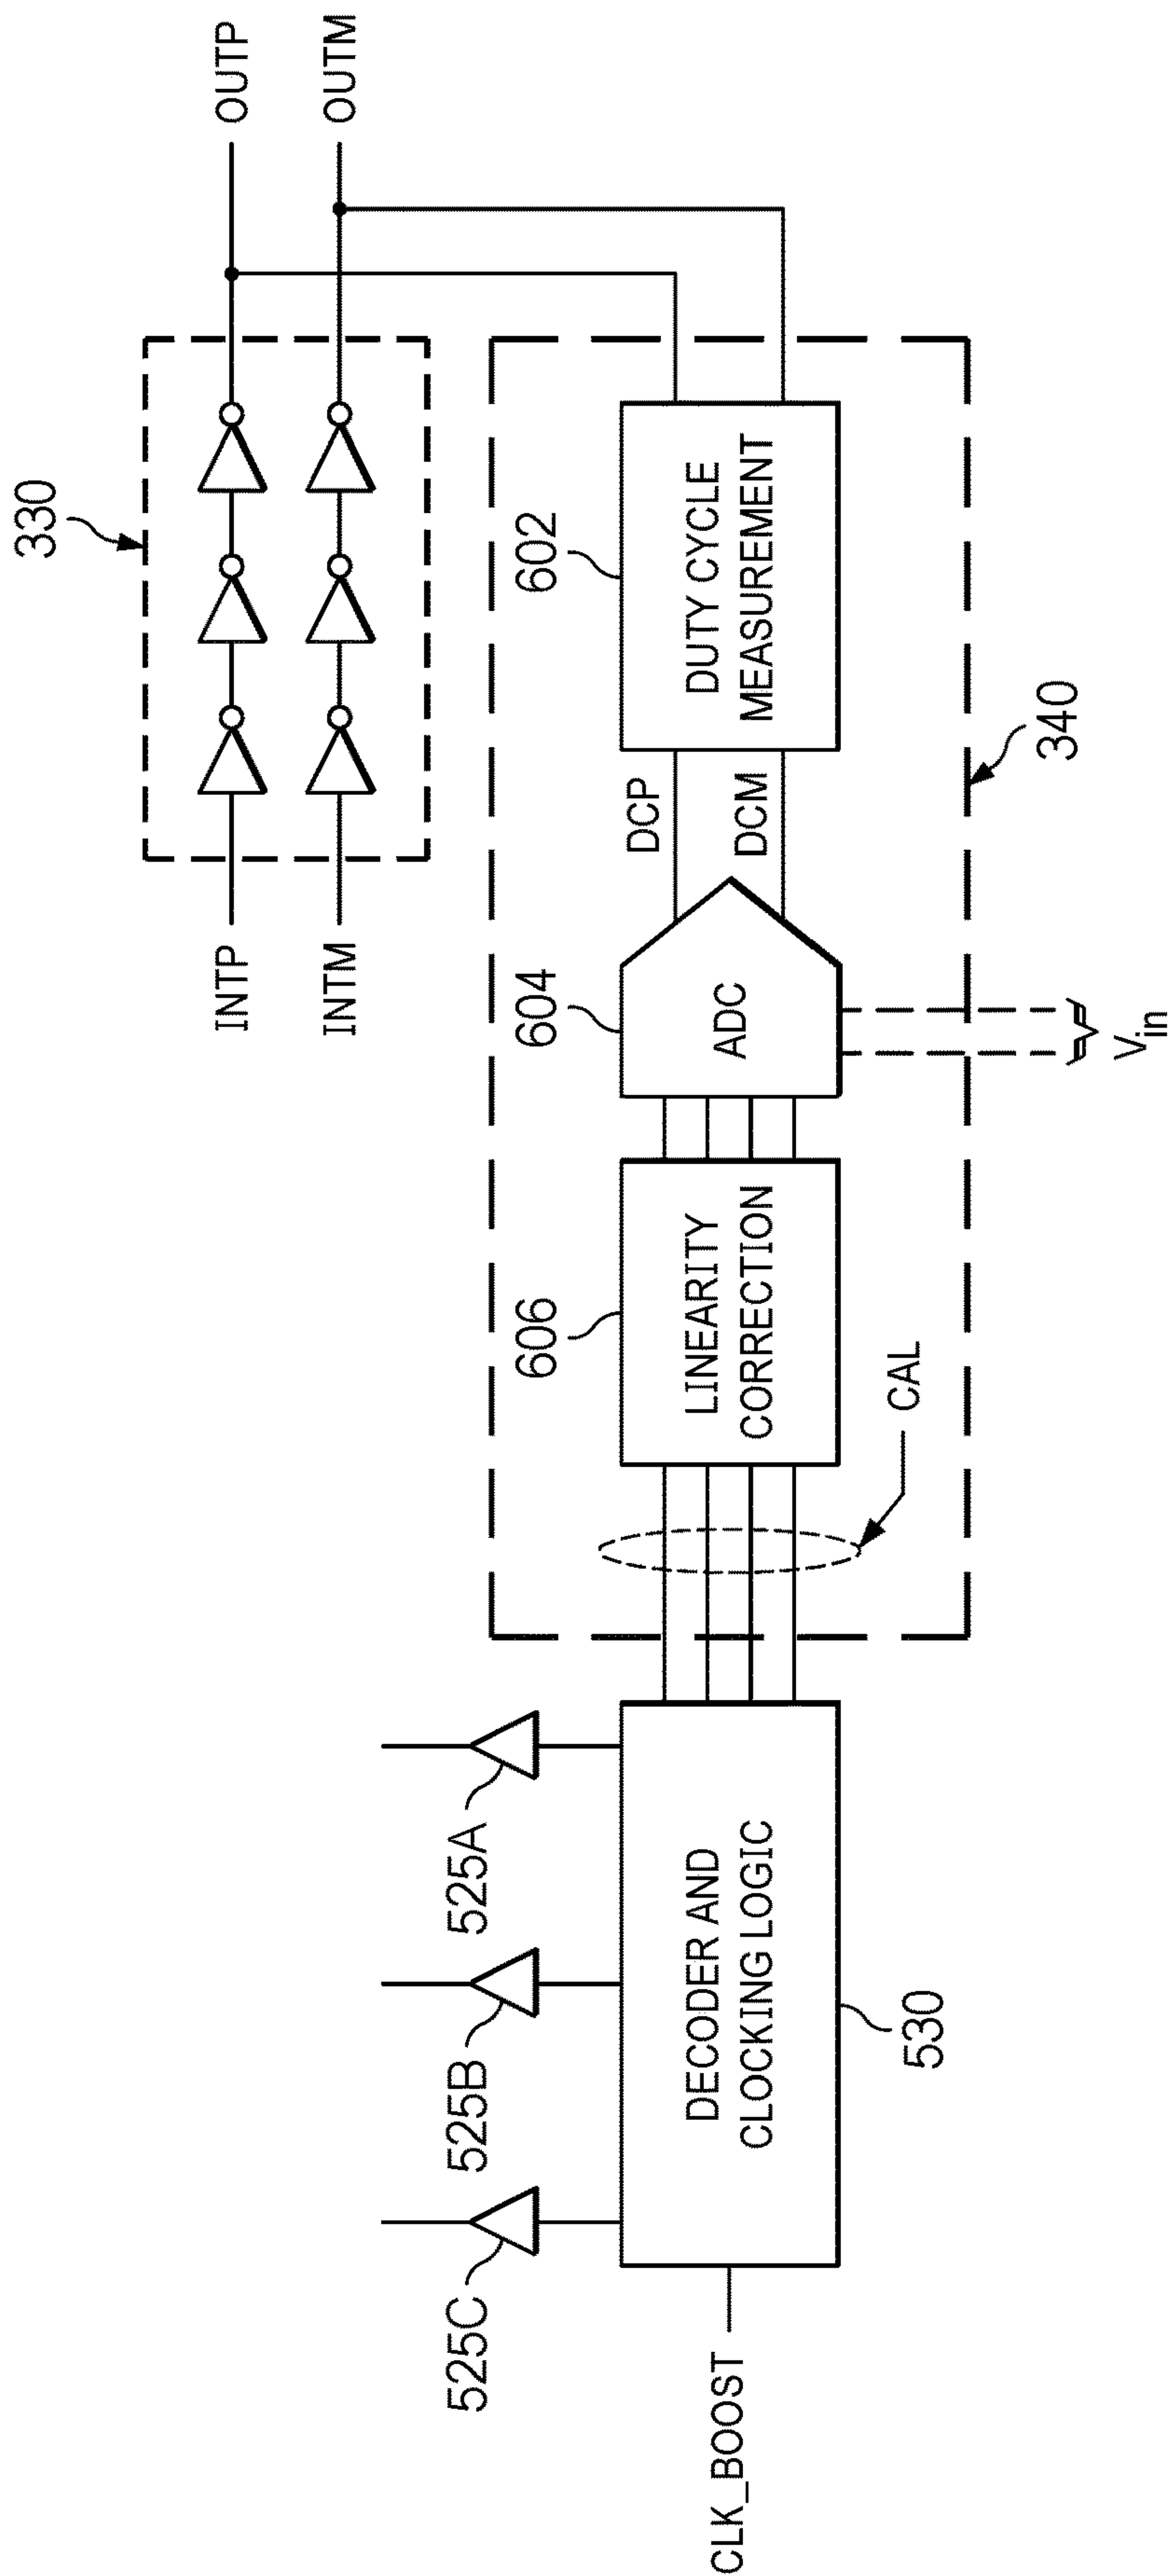 330
INTP
OUTP
INTM
OUTM
525C
525B
525A
606
604
602
CLK_BOOST
DECODER AND
CLOCKING LOGIC
LINEARITY
CORRECTION
ADC
DCP
DCM
DUTY CYCLE
MEASUREMENT
530
CAL
Vin
340